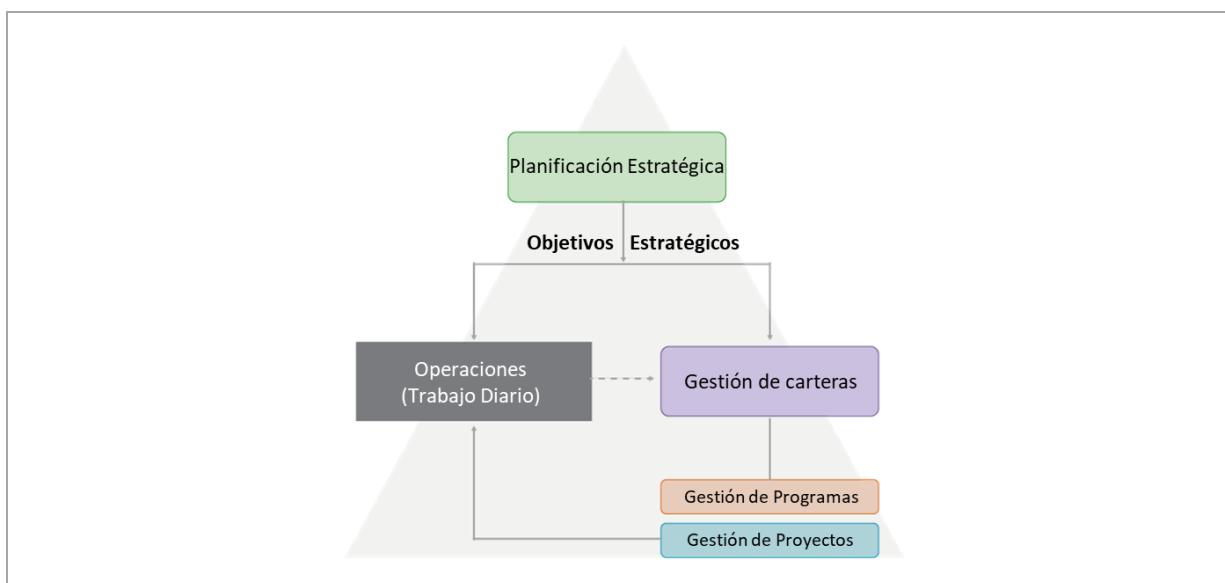 Planificación Estratégica
Objetivos Estratégicos
Operaciones
(Trabajo Diario)
Gestión de carteras
Gestión de Programas
Gestión de Proyectos